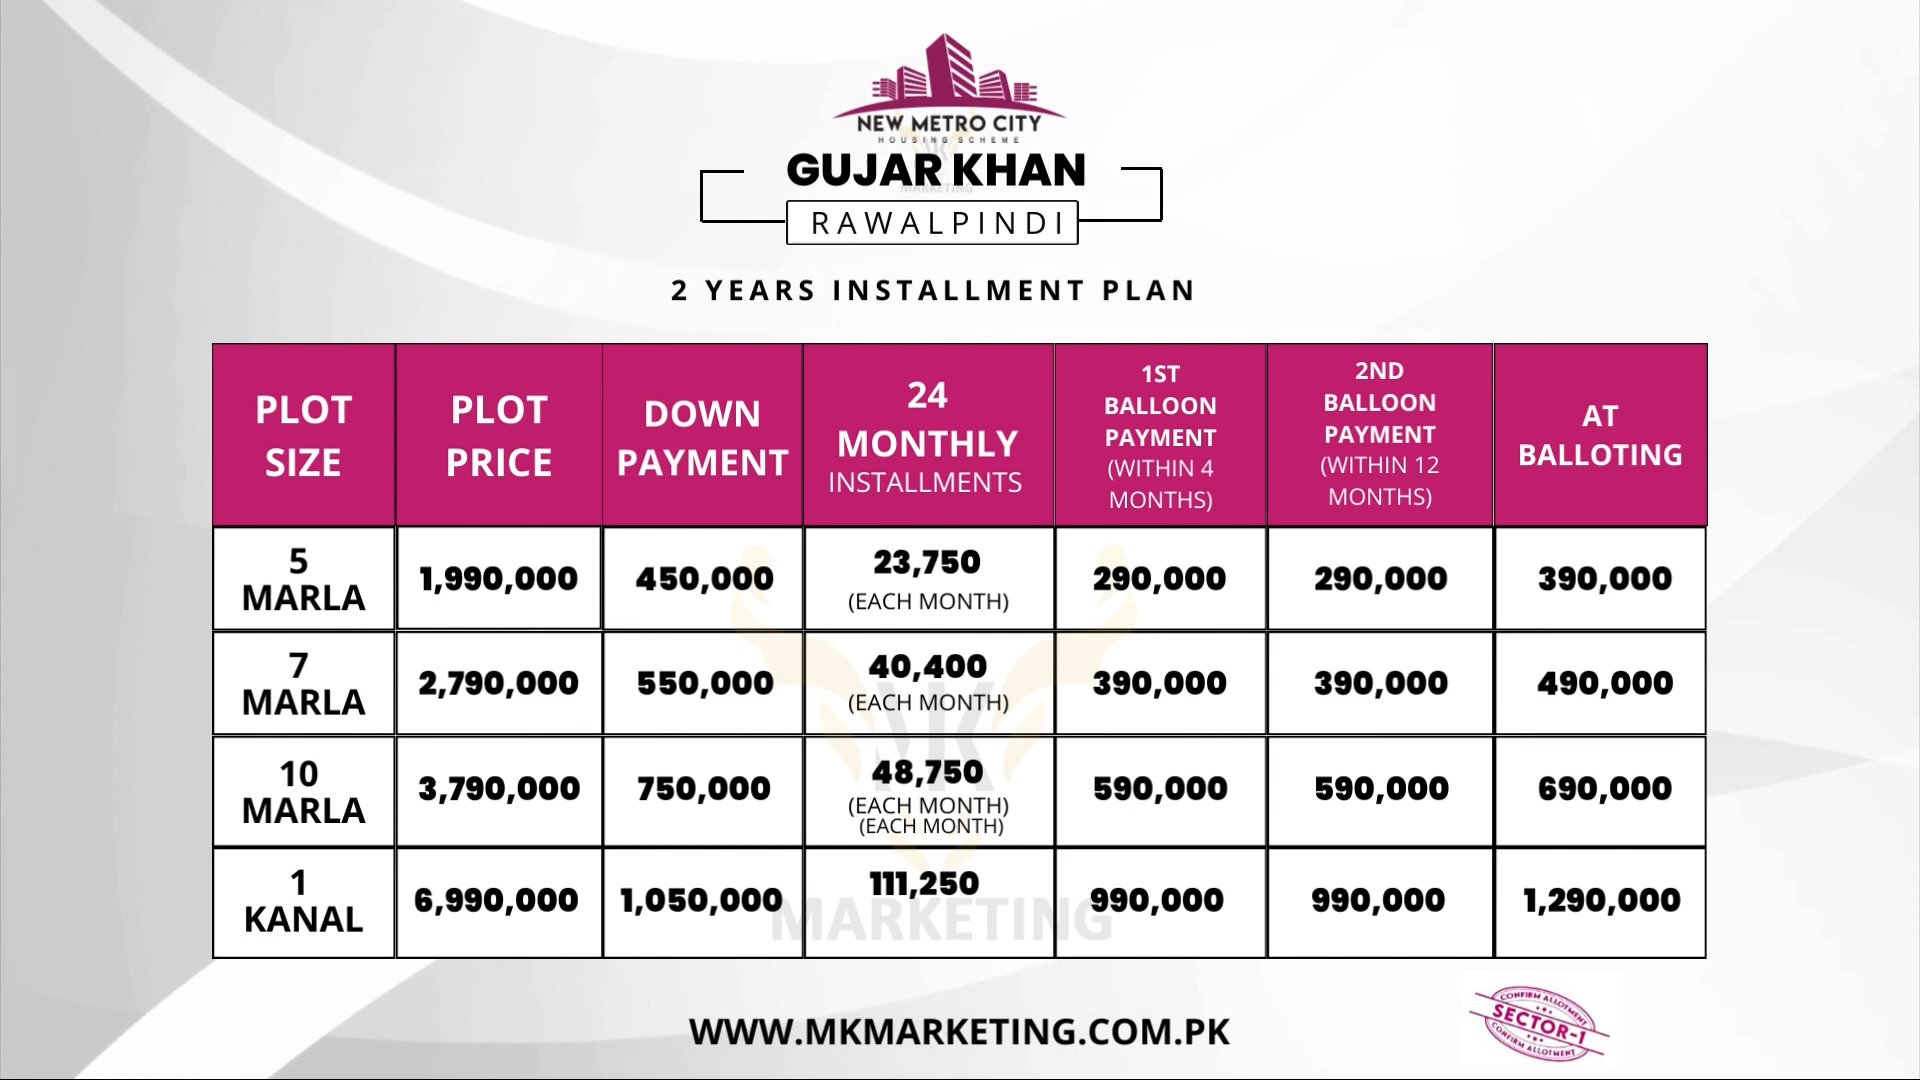 NEW METRO CITY
HOUSING SCHEME
GUJAR KHAN
MARKETING
RAWALPINDI
2 YEARS INSTALLMENT PLAN
PLOT
SIZE
PLOT
PRICE
DOWN
PAYMENT
24
MONTHLY
INSTALLMENTS
1ST
BALLOON
PAYMENT
(WITHIN 4
MONTHS)
2ND
BALLOON
PAYMENT
(WITHIN 12
MONTHS)
AT
BALLOTING
5
MARLA
1,990,000
450,000
23,750
(EACH MONTH)
290,000
290,000
390,000
7
MARLA
2,790,000
550,000
40,400
(EACH MONTH)
390,000
390,000
490,000
10
MARLA
3,790,000
750,000
48,750
(EACH MONTH)
(EACH MONTH)
590,000
590,000
690,000
1
KANAL
6,990,000
1,050,000
111,250
990,000
990,000
1,290,000
MK
MARKETING
WWW.MKMARKETING.COM.PK
CONFIRM ALLOTMENT
SECTOR-1
CONFIRM ALLOTMENT